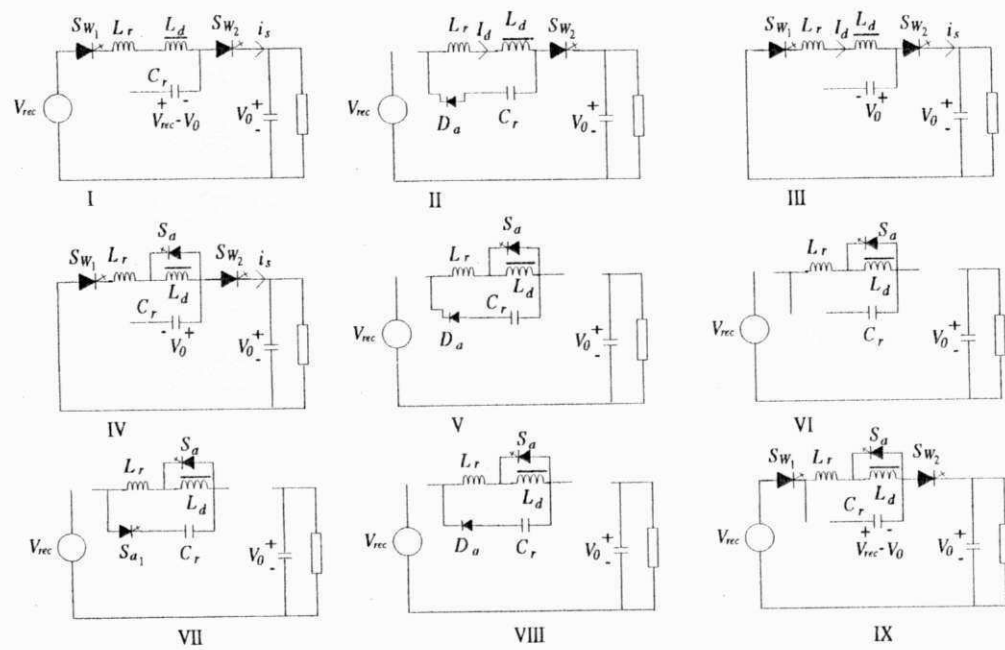 SW1 Lr Ld SW2 is
Cr
+ -
Vrec-V0
Vrec
V0 + -
I
Lr Id Ld SW2
Vrec
Da Cr
V0 + -
II
SW1 Lr Id Ld SW2 is
- +
V0
V0 + -
III
SW1 Lr Sa SW2 is
Ld
Cr
- +
V0
V0 + -
IV
Sa
Lr
Ld
Cr
Vrec
Da
V0 + -
V
Sa
Lr
Ld
Vrec
Cr
V0 + -
VI
Sa
Lr
Ld
Vrec
Sa1 Cr
V0 + -
VII
Sa
Lr
Ld
Vrec
Da Cr
V0 + -
VIII
SW1 Lr Sa SW2
Ld
Cr
+ -
Vrec-V0
Vrec
V0 + -
IX